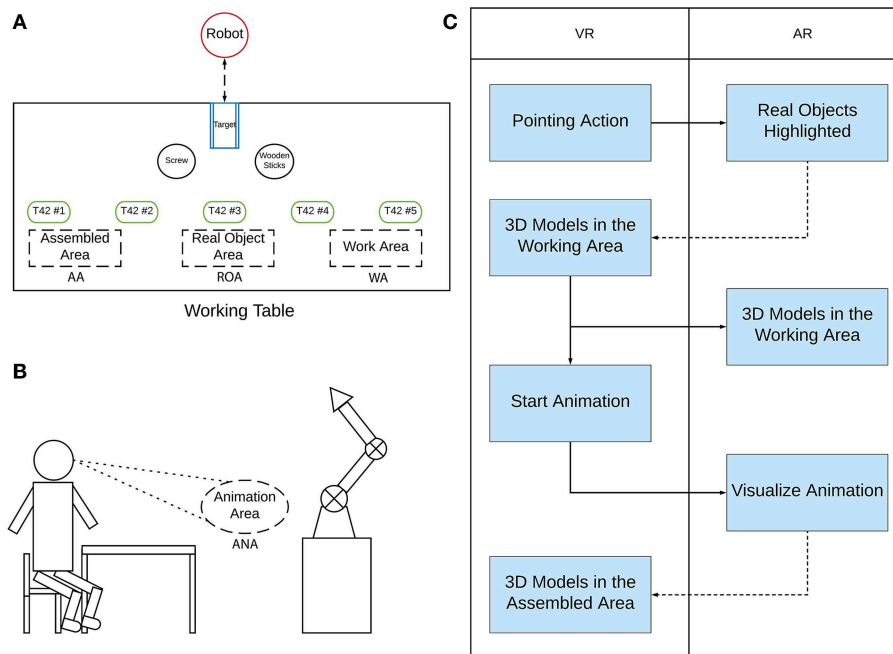 A
Robot
Target
Screw
Wooden
Sticks
T42 #1
T42 #2
T42 #3
T42 #4
T42 #5
Assembled
Area
Real Object
Area
Work Area
AA
ROA
WA
Working Table
B
Animation
Area
ANA
C
VR
AR
Pointing Action
Real Objects
Highlighted
3D Models in the
Working Area
3D Models in the
Working Area
Start Animation
Visualize Animation
3D Models in the
Assembled Area